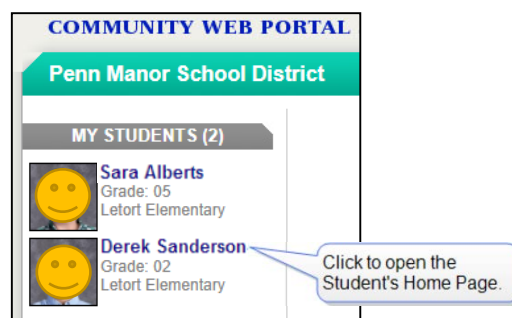 COMMUNITY WEB PORTAL
Penn Manor School District
MY STUDENTS (2)
Sara Alberts
Grade: 05
Letort Elementary
Derek Sanderson
Grade: 02
Letort Elementary
Click to open the
Student's Home Page.